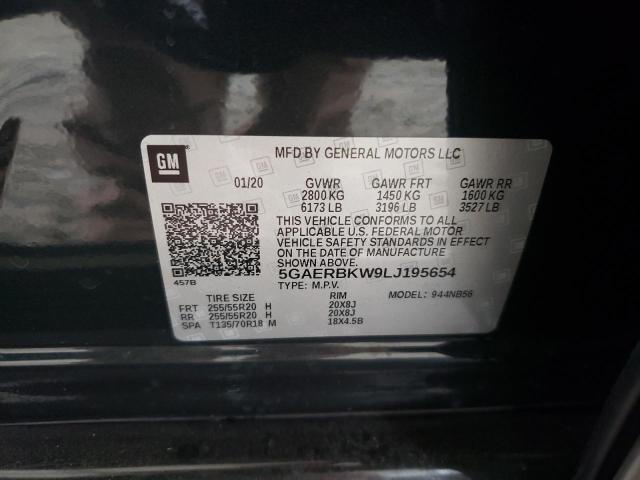 GM
MFD BY GENERAL MOTORS LLC
01/20 GVWR GAWR FRT GAWR RR
2800 KG 1450 KG 1600 KG
6173 LB 3196 LB 3527 LB
THIS VEHICLE CONFORMS TO ALL
APPLICABLE U.S. FEDERAL MOTOR
VEHICLE SAFETY STANDARDS IN EFFECT
ON THE DATE OF MANUFACTURE
SHOWN ABOVE.
457B
5GAERBKW9LJ195654
TYPE: M.P.V. MODEL: 944NB56
TIRE SIZE RIM
FRT 255/55R20 H 20X8J
RR 255/55R20 H 20X8J
SPA T135/70R18 M 18X4.5B